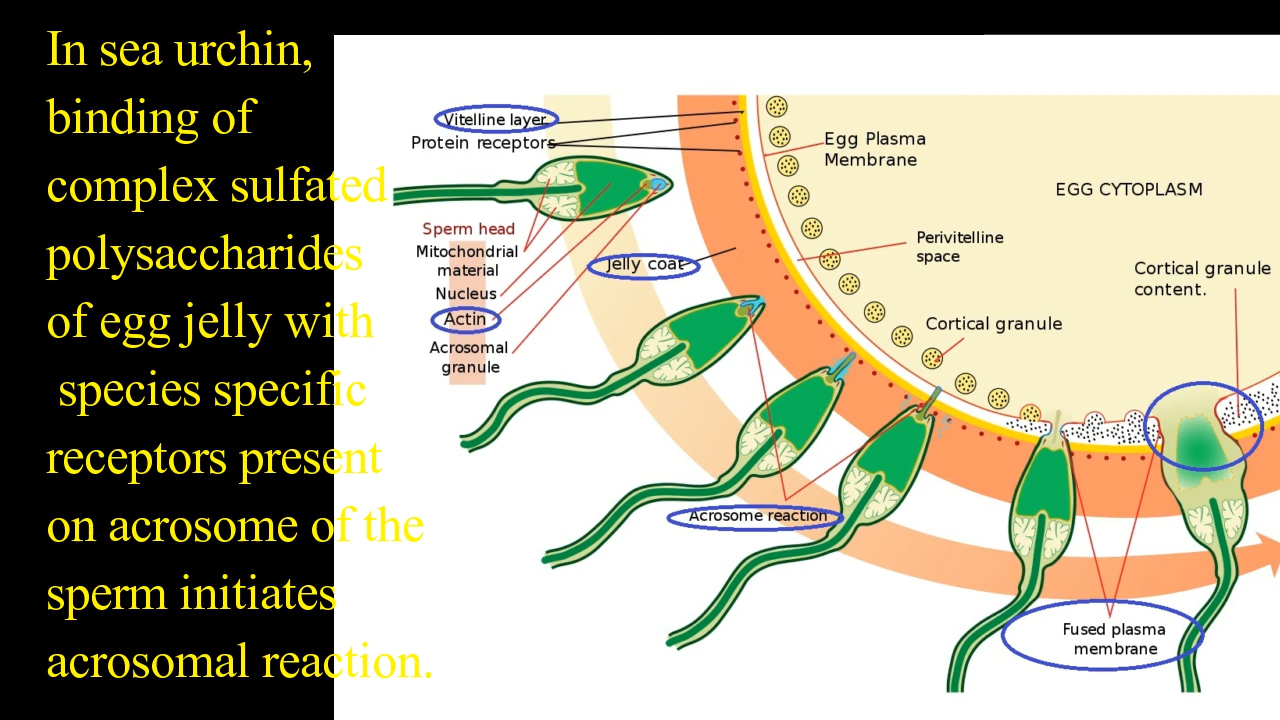 In sea urchin,
binding of
complex sulfated
polysaccharides
of egg jelly with
species specific
receptors present
on acrosome of the
sperm initiates
acrosomal reaction.
Vitelline layer
Protein receptors
Sperm head
Mitochondrial
material
Nucleus
Actin
Acrosomal
granule
Jelly coat
Acrosome reaction
Egg Plasma
Membrane
EGG CYTOPLASM
Perivitelline
space
Cortical granule
Cortical granule
content.
Fused plasma
membrane